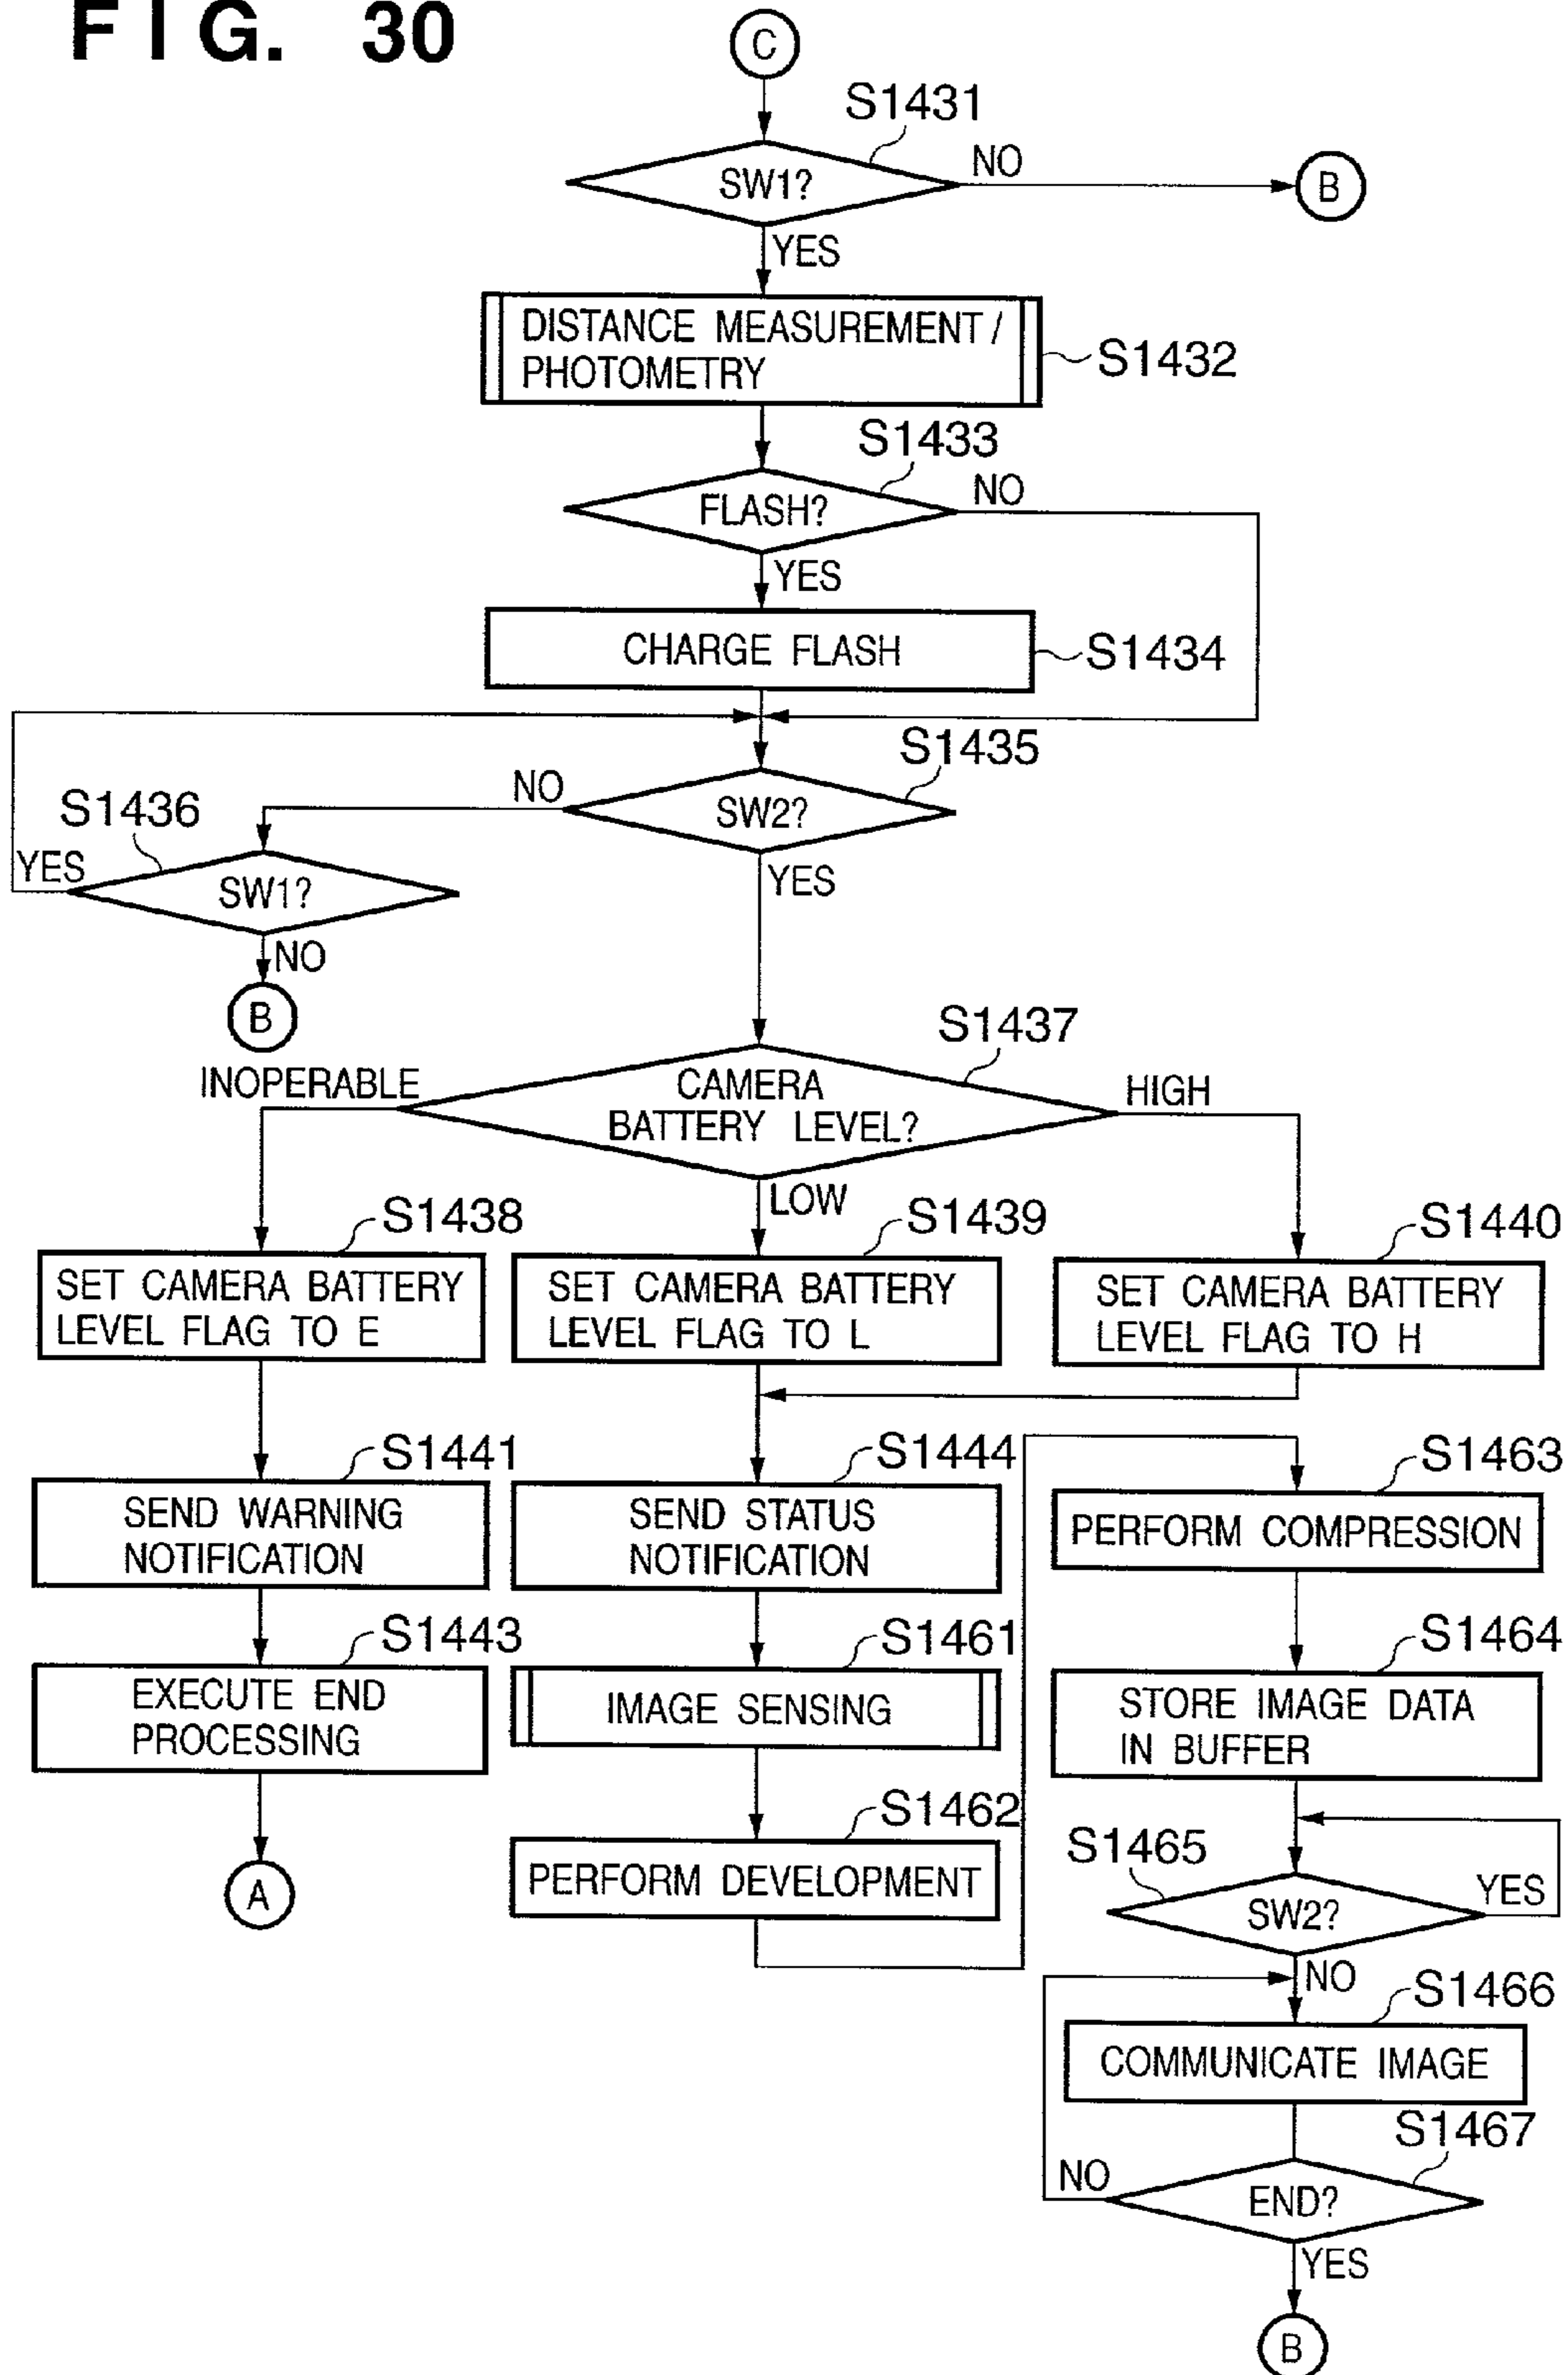 FIG. 30
C
S1431
SW1?
NO
B
YES
DISTANCE MEASUREMENT /
PHOTOMETRY
S1432
S1433
FLASH?
NO
YES
CHARGE FLASH
S1434
S1435
SW2?
NO
S1436
YES
SW1?
YES
NO
B
S1437
INOPERABLE
CAMERA
BATTERY LEVEL?
HIGH
LOW
S1438
SET CAMERA BATTERY
LEVEL FLAG TO E
S1439
SET CAMERA BATTERY
LEVEL FLAG TO L
S1440
SET CAMERA BATTERY
LEVEL FLAG TO H
S1441
SEND WARNING
NOTIFICATION
S1443
EXECUTE END
PROCESSING
A
S1444
SEND STATUS
NOTIFICATION
S1461
IMAGE SENSING
S1462
PERFORM DEVELOPMENT
S1463
PERFORM COMPRESSION
S1464
STORE IMAGE DATA
IN BUFFER
S1465
SW2?
YES
NO
S1466
COMMUNICATE IMAGE
S1467
NO
END?
YES
B